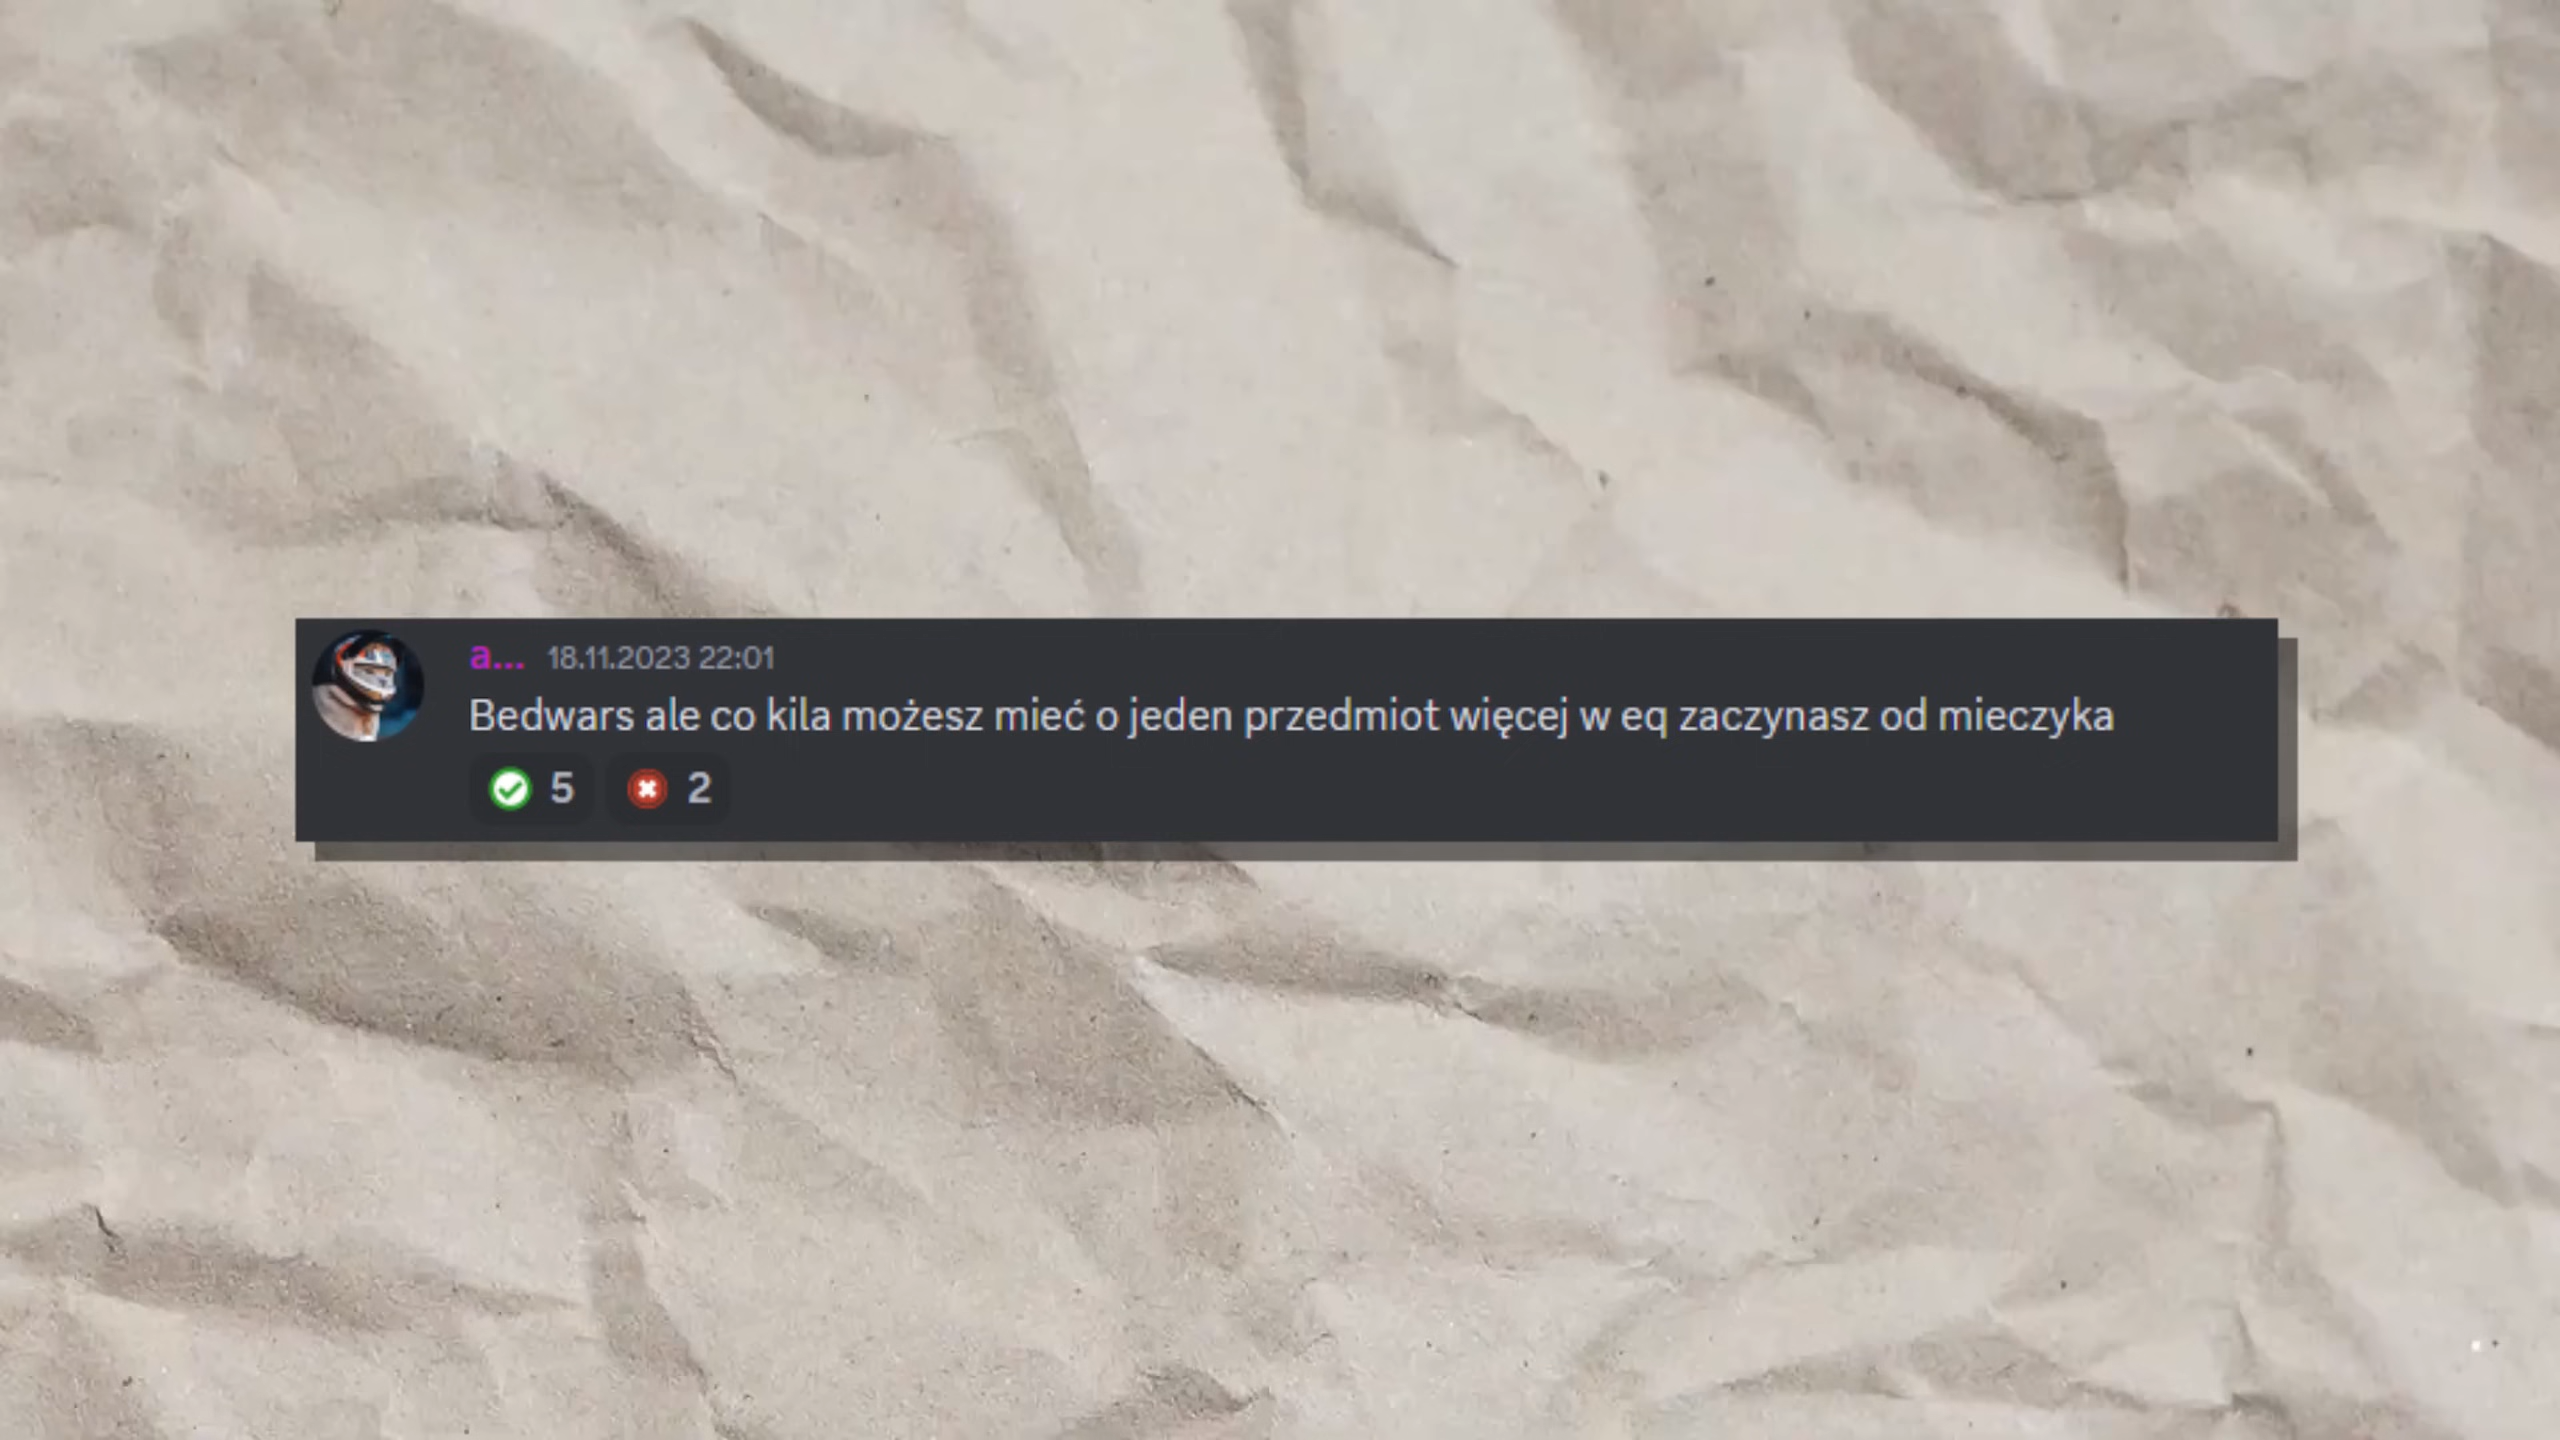 a... 18.11.2023 22:01
Bedwars ale co kila możesz mieć o jeden przedmiot więcej w eq zaczynasz od mieczyka
5 2